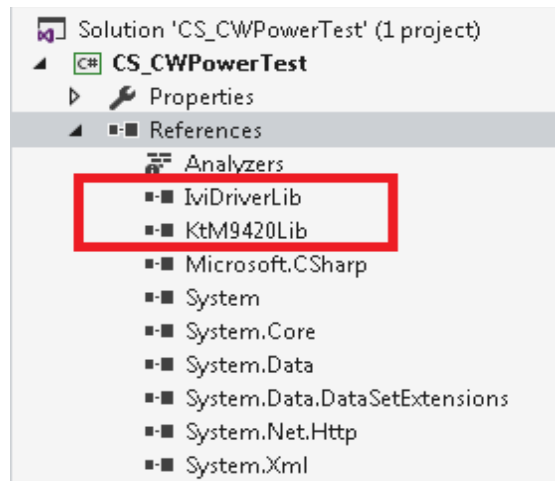 Solution 'CS_CWPowerTest' (1 project)
C# CS_CWPowerTest
Properties
References
Analyzers
IviDriverLib
KtM9420Lib
Microsoft.CSharp
System
System.Core
System.Data
System.Data.DataSetExtensions
System.Net.Http
System.Xml